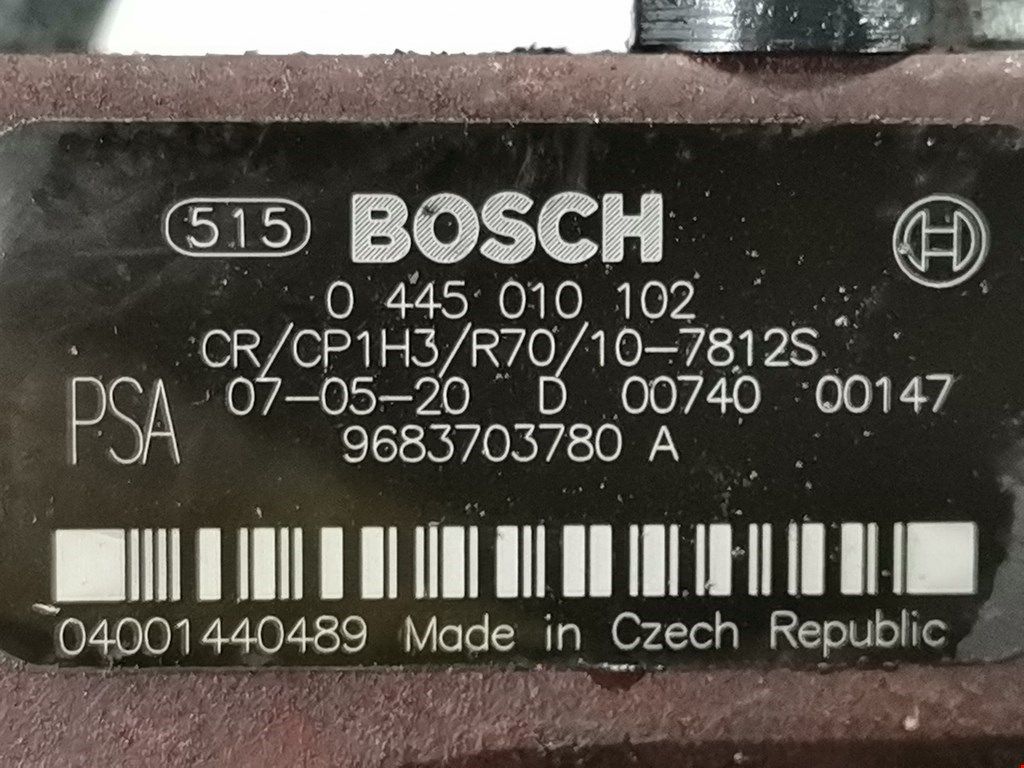 515 BOSCH
0 445 010 102
CR/CP1H3/R70/10-7812S
PSA 07-05-20 D 00740 00147
9683703780 A
04001440489 Made in Czech Republic